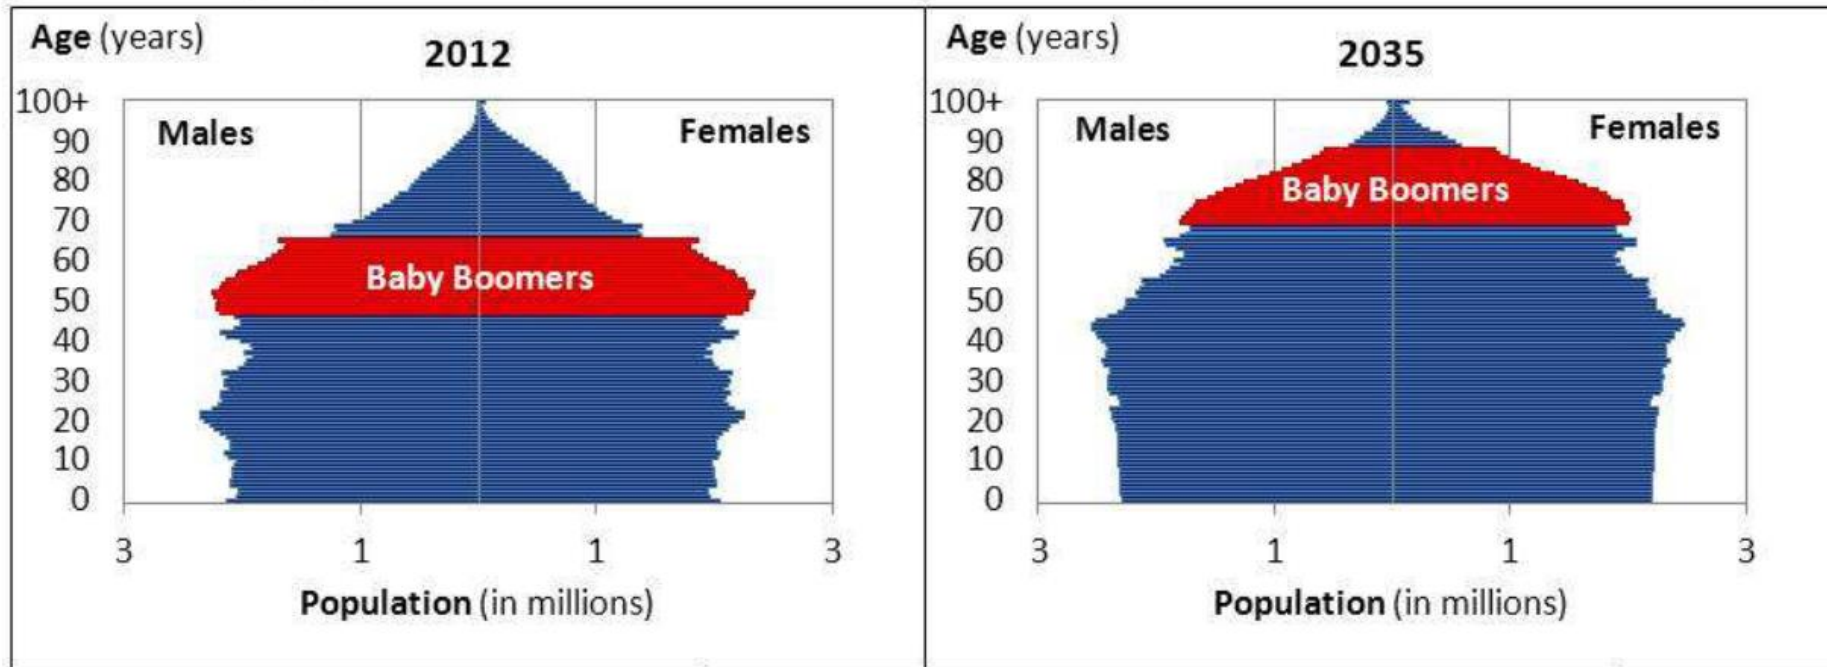 Age (years)
2012
100+
Males
Females
90
80
70
60
Baby Boomers
50
40
30
20
10
0
3 1 1 3
Population (in millions)
Age (years)
2035
100+
Males
Females
90
80
Baby Boomers
70
60
50
40
30
20
10
0
3 1 1 3
Population (in millions)